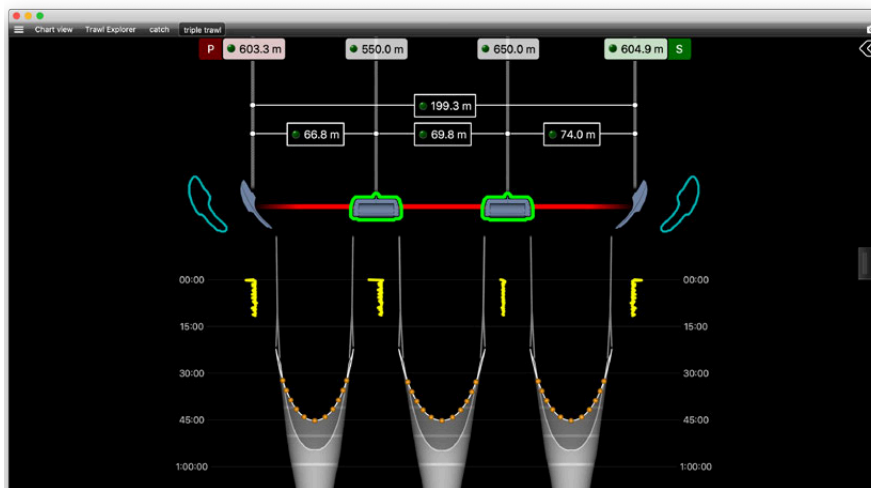 Chart view Trawl Explorer catch triple trawl
P 603.3 m 550.0 m 650.0 m 604.9 m S
199.3 m
66.8 m 69.8 m 74.0 m
00:00 00:00
15:00 15:00
30:00 30:00
45:00 45:00
1:00:00 1:00:00